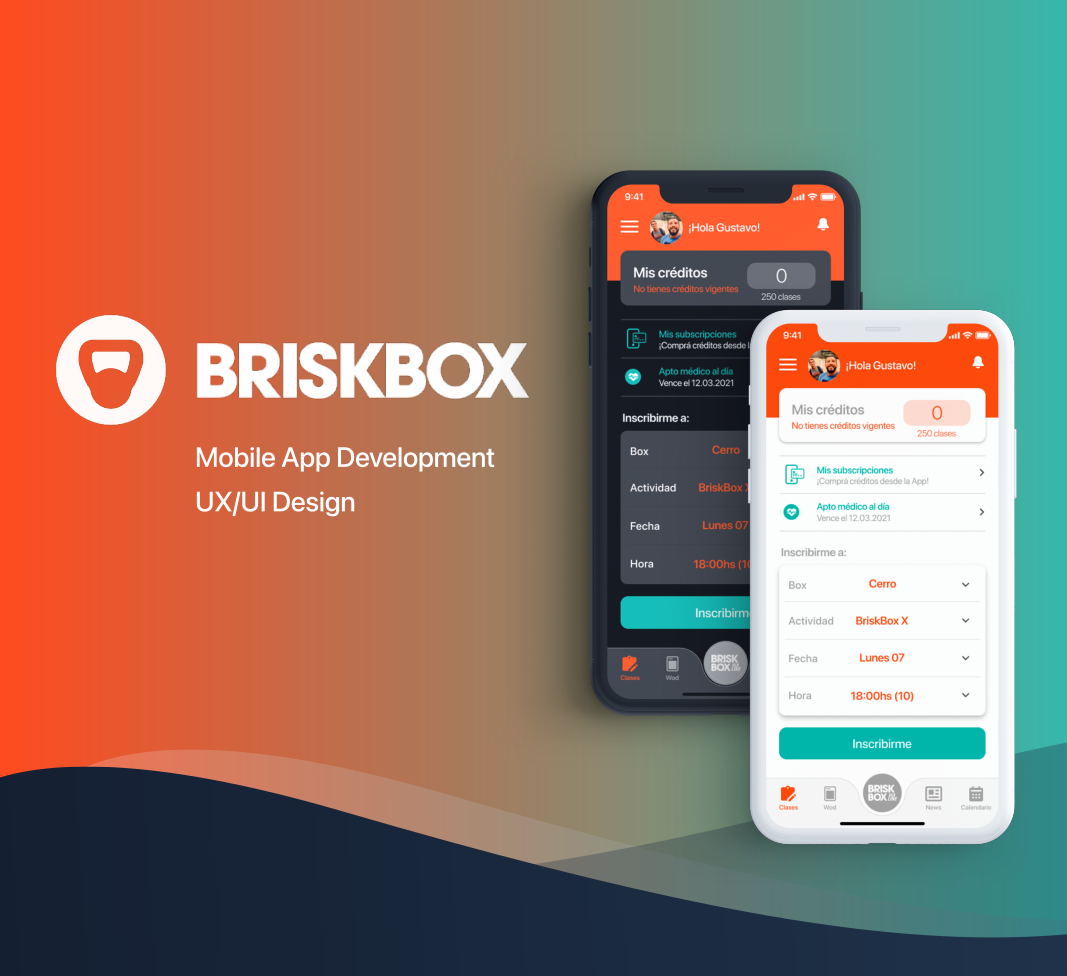 BRISKBOX
Mobile App Development
UX/UI Design
9:41
¡Hola Gustavo!
Mis créditos
0
No tienes créditos vigentes
250 clases
Mis subscripciones
¡Comprá créditos desde l
Apto médico al día
Vence el 12.03.2021
Inscribirme a:
Box Cerro
Actividad BriskBox X
Fecha Lunes 07
Hora 18:00hs (10
Inscribirm
Clases
Wod
BRISK
BOX
9:41
¡Hola Gustavo!
Mis créditos
0
No tienes créditos vigentes
250 clases
Mis subscripciones
¡Comprá créditos desde la App!
Apto médico al día
Vence el 12.03.2021
Inscribirme a:
Box Cerro
Actividad BriskBox X
Fecha Lunes 07
Hora 18:00hs (10)
Inscribirme
Clases
Wod
BRISK
BOX
News
Calendario